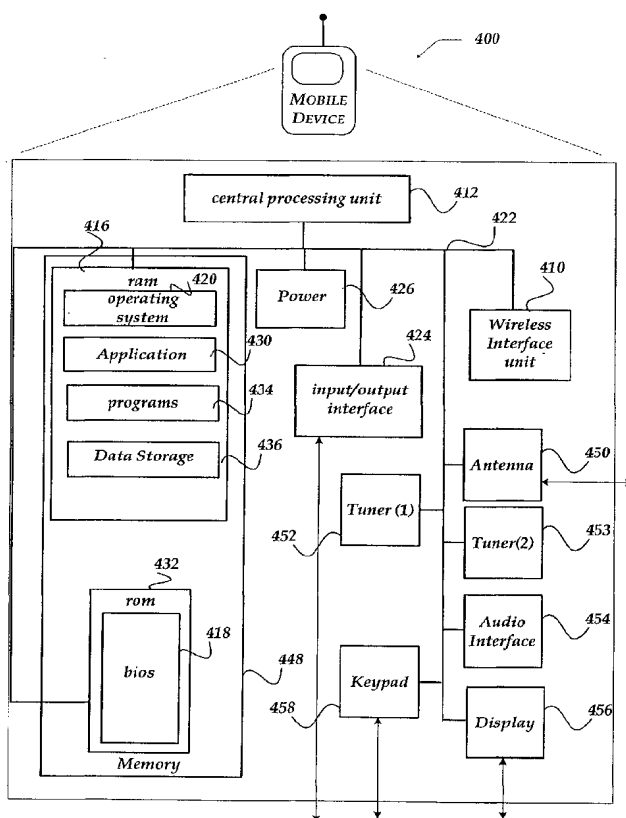 400
MOBILE
DEVICE
central processing unit
412
416
422
ram
420
operating
system
Power
426
410
Wireless
Interface
unit
424
Application
430
input/output
interface
programs
434
Data Storage
436
Antenna
450
Tuner (1)
452
Tuner(2)
453
432
rom
418
bios
Audio
Interface
454
448
Keypad
458
Display
456
Memory